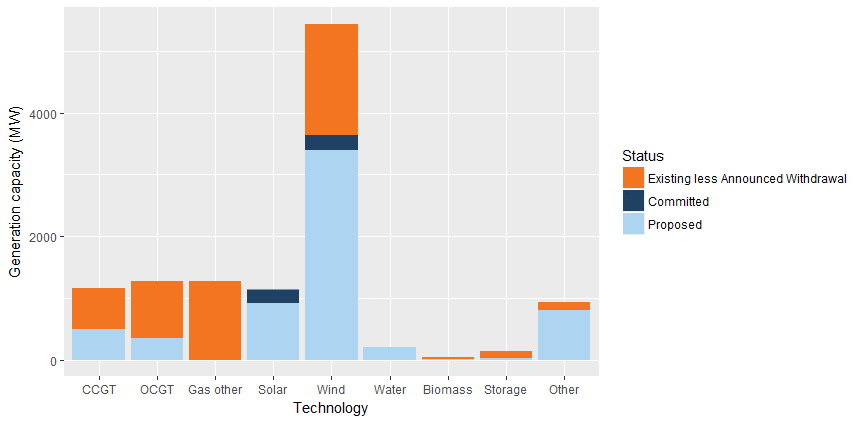 Generation capacity (MW)
4000
2000
0
CCGT OCGT Gas other Solar Wind Water Biomass Storage Other
Technology
Status
Existing less Announced Withdrawal
Committed
Proposed